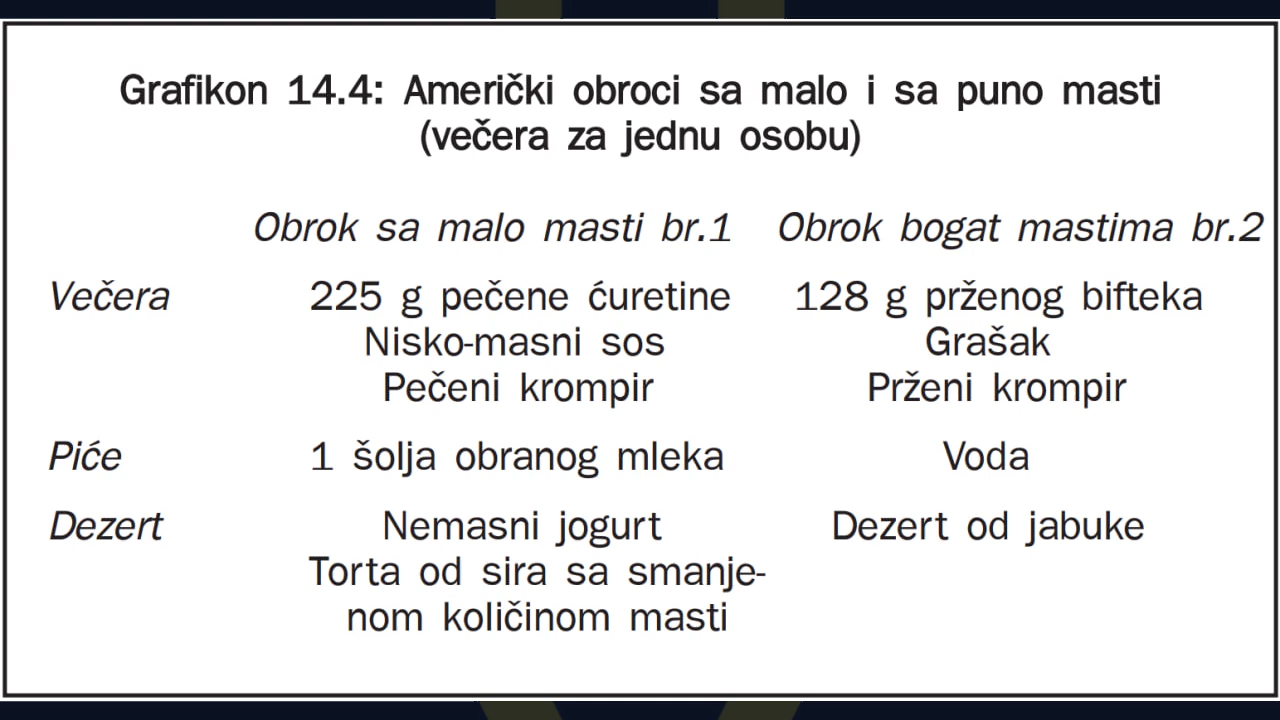 Grafikon 14.4: Amerićki obroci sa malo i sa puno masti
(večera za jednu osobu)
Obrok sa malo masti br.1 Obrok bogat mastima br.2
Večera 225 g pečene ćuretine 128 g prženog bifteka
Nisko-masni sos Grašak
Pečeni krompir Prženi krompir
Piće 1 šolja obranog mleka Voda
Dezert Nemasni jogurt Dezert od jabuke
Torta od sira sa smanje-
nom količinom masti